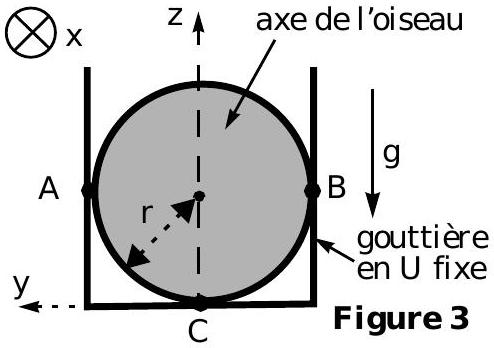 z
axe de l'oiseau
x
A
B
g
r
gouttière
en U fixe
y
C
Figure 3